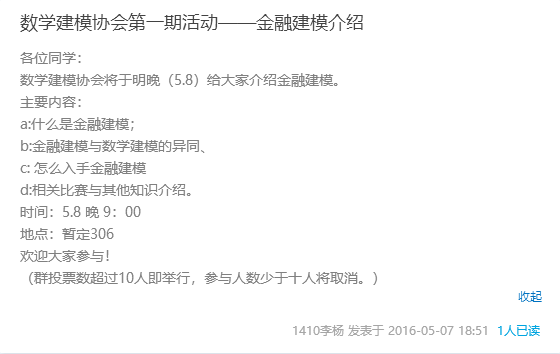 数学建模协会第一期活动——金融建模介绍
各位同学：
数学建模协会将于明晚（5.8）给大家介绍金融建模。
主要内容：
a:什么是金融建模；
b:金融建模与数学建模的异同、
c: 怎么入手金融建模
d:相关比赛与其他知识介绍。
时间：5.8 晚 9：00
地点：暂定306
欢迎大家参与！
（群投票数超过10人即举行，参与人数少于十人将取消。）
收起
1410李杨 发表于 2016-05-07 18:51 1人已读